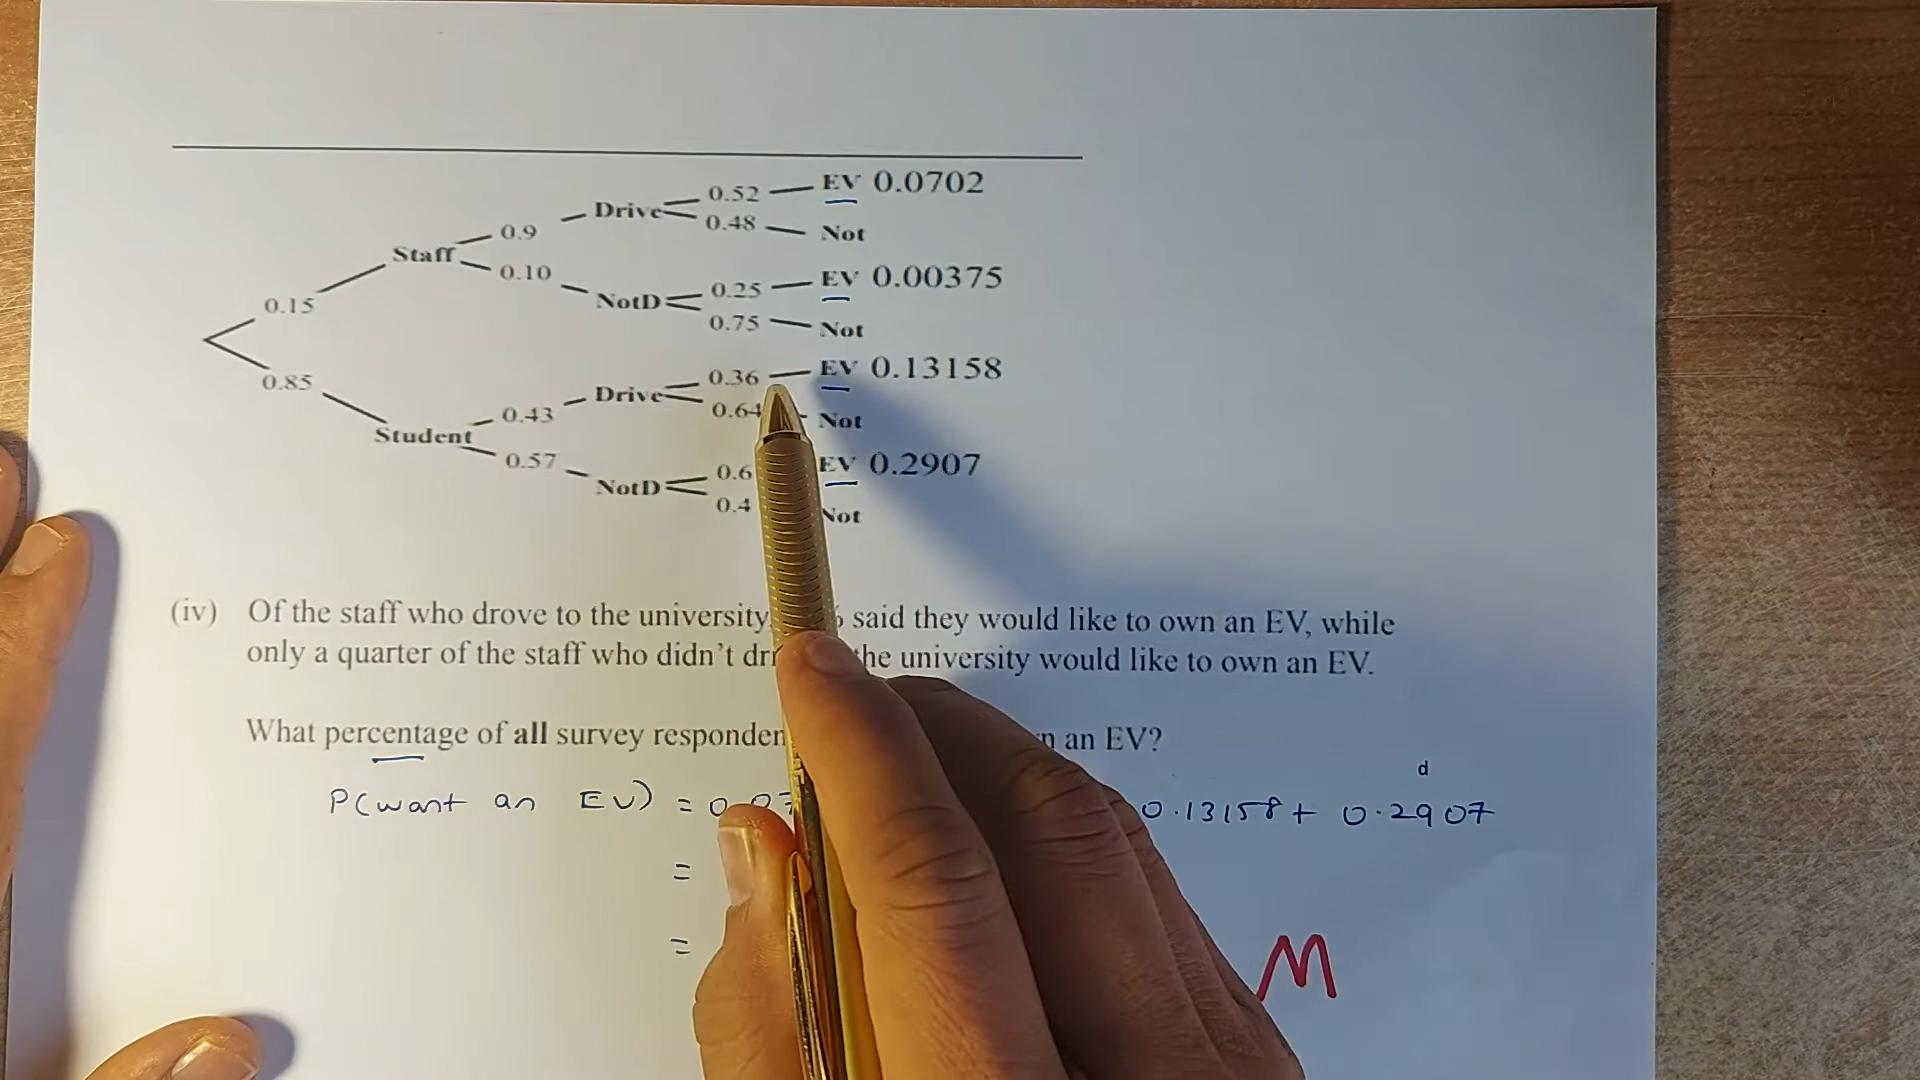 0.52 EV 0.0702
Drive
0.9 0.48 Not
Staff
0.10 0.25 EV 0.00375
NotD
0.15 0.75 Not
0.36 EV 0.13158
0.85 Drive
0.43 0.64 Not
Student
0.57 0.6 EV 0.2907
NotD
0.4 Not
(iv) Of the staff who drove to the university, said they would like to own an EV, while
only a quarter of the staff who didn't the university would like to own an EV.
What percentage of all survey an EV?
d
P(want an EV) = 0.13158 + 0.2907
=
=
M